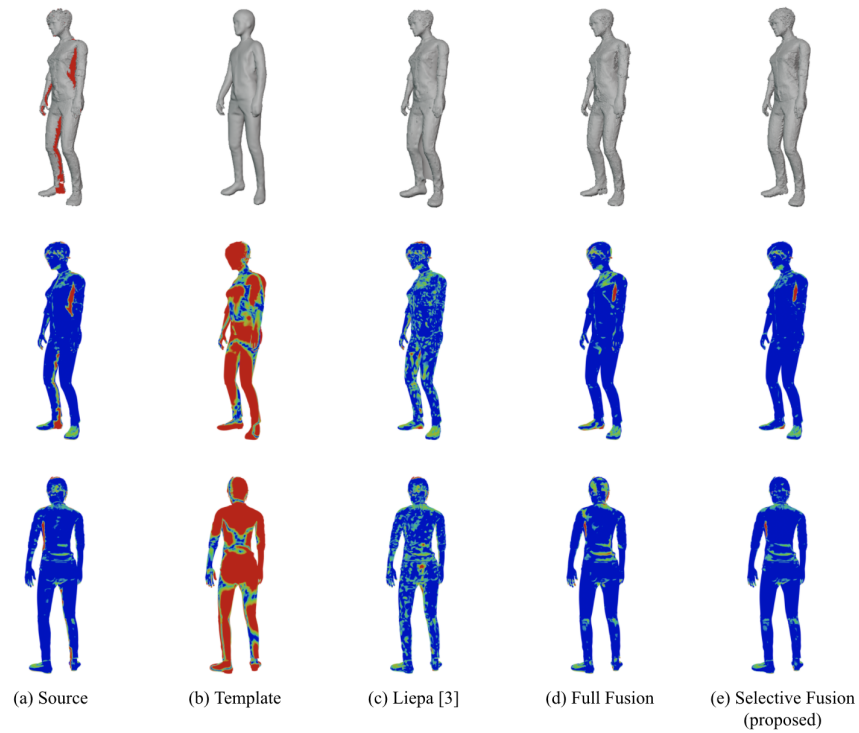 (a) Source
(b) Template
(c) Liepa [3]
(d) Full Fusion
(e) Selective Fusion
(proposed)